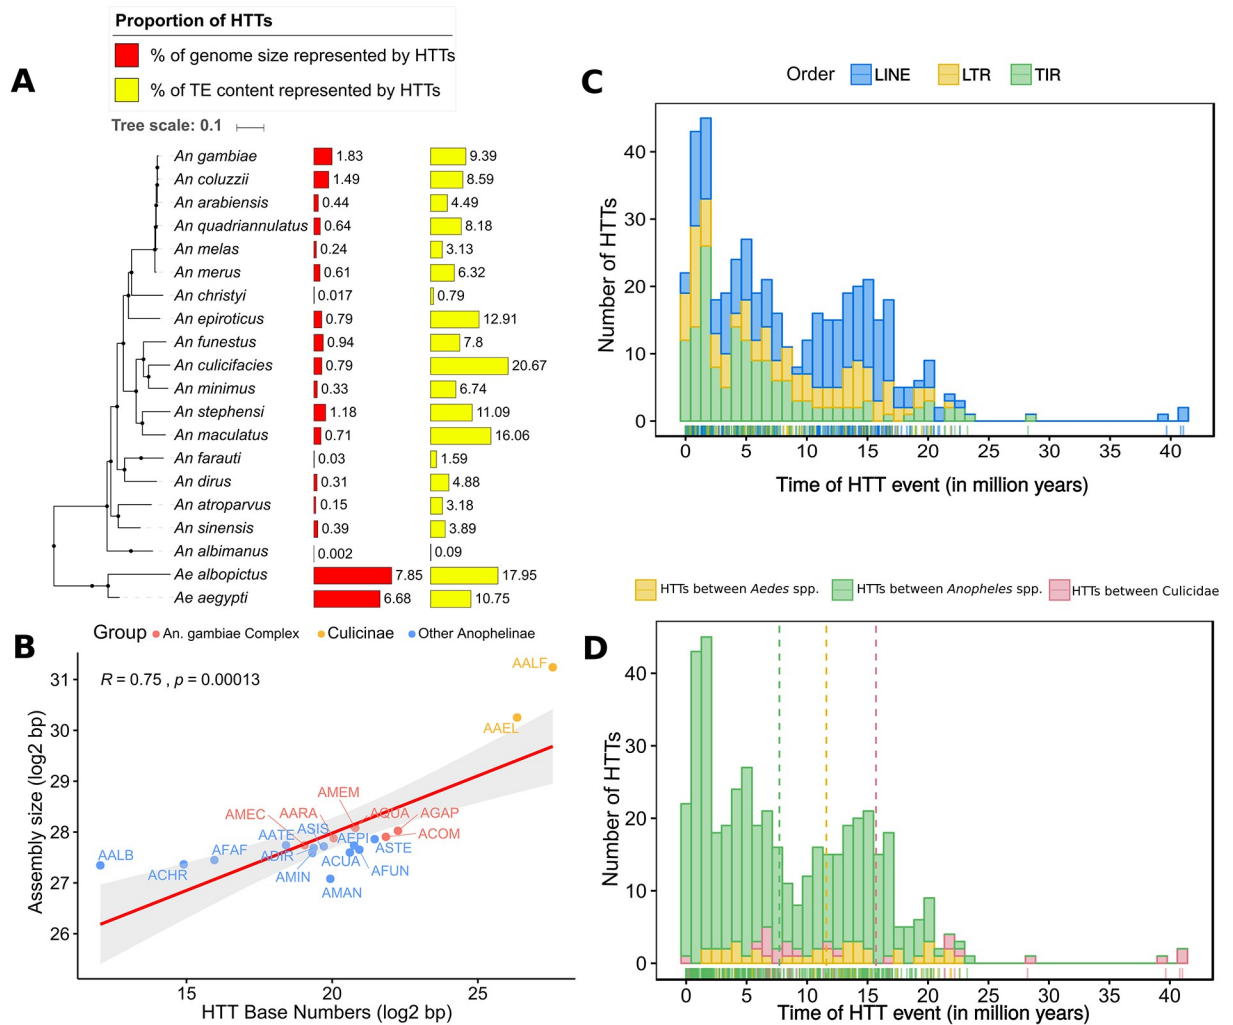 Proportion of HTTs
% of genome size represented by HTTs
% of TE content represented by HTTs
A
Tree scale: 0.1
An gambiae 1.83 9.39
An coluzzii 1.49 8.59
An arabiensis 0.44 4.49
An quadriannulatus 0.64 8.18
An melas 0.24 3.13
An merus 0.61 6.32
An christyi 0.017 0.79
An epiroticus 0.79 12.91
An funestus 0.94 7.8
An culicifacies 0.79 20.67
An minimus 0.33 6.74
An stephensi 1.18 11.09
An maculatus 0.71 16.06
An farauti 0.03 1.59
An dirus 0.31 4.88
An atroparvus 0.15 3.18
An sinensis 0.39 3.89
An albimanus 0.002 0.09
Ae albopictus 7.85 17.95
Ae aegypti 6.68 10.75
B
Group An. gambiae Complex Culicinae Other Anophelinae
R = 0.75 , p = 0.00013
AALF
AAEL
AMEM
AMEC AARA AQUA AGAP
AATE ASIS AEPI ACOM
AALB ACHR AFAF ADIR ACUA ASTE
AMIN AFUN
AMAN
31
30
29
28
27
26
Assembly size (log2 bp)
15 20 25
HTT Base Numbers (log2 bp)
C
Order LINE LTR TIR
40
30
20
10
0
Number of HTTs
0 5 10 15 20 25 30 35 40
Time of HTT event (in million years)
HTTs between Aedes spp. HTTs between Anopheles spp. HTTs between Culicidae
D
40
30
20
10
0
Number of HTTs
0 5 10 15 20 25 30 35 40
Time of HTT event (in million years)